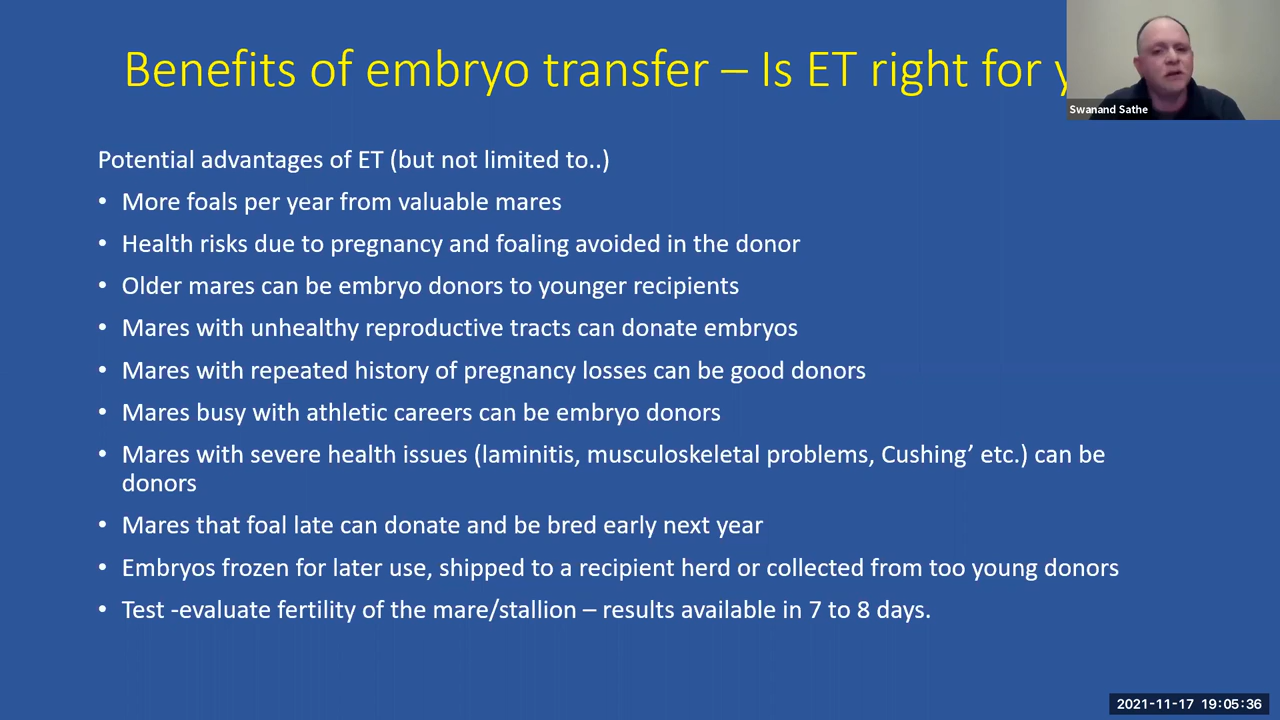 Benefits of embryo transfer – Is ET right for
Swanand Sathe
Potential advantages of ET (but not limited to..)
• More foals per year from valuable mares
• Health risks due to pregnancy and foaling avoided in the donor
• Older mares can be embryo donors to younger recipients
• Mares with unhealthy reproductive tracts can donate embryos
• Mares with repeated history of pregnancy losses can be good donors
• Mares busy with athletic careers can be embryo donors
• Mares with severe health issues (laminitis, musculoskeletal problems, Cushing’ etc.) can be
donors
• Mares that foal late can donate and be bred early next year
• Embryos frozen for later use, shipped to a recipient herd or collected from too young donors
• Test -evaluate fertility of the mare/stallion – results available in 7 to 8 days.
2021-11-17 19:05:36